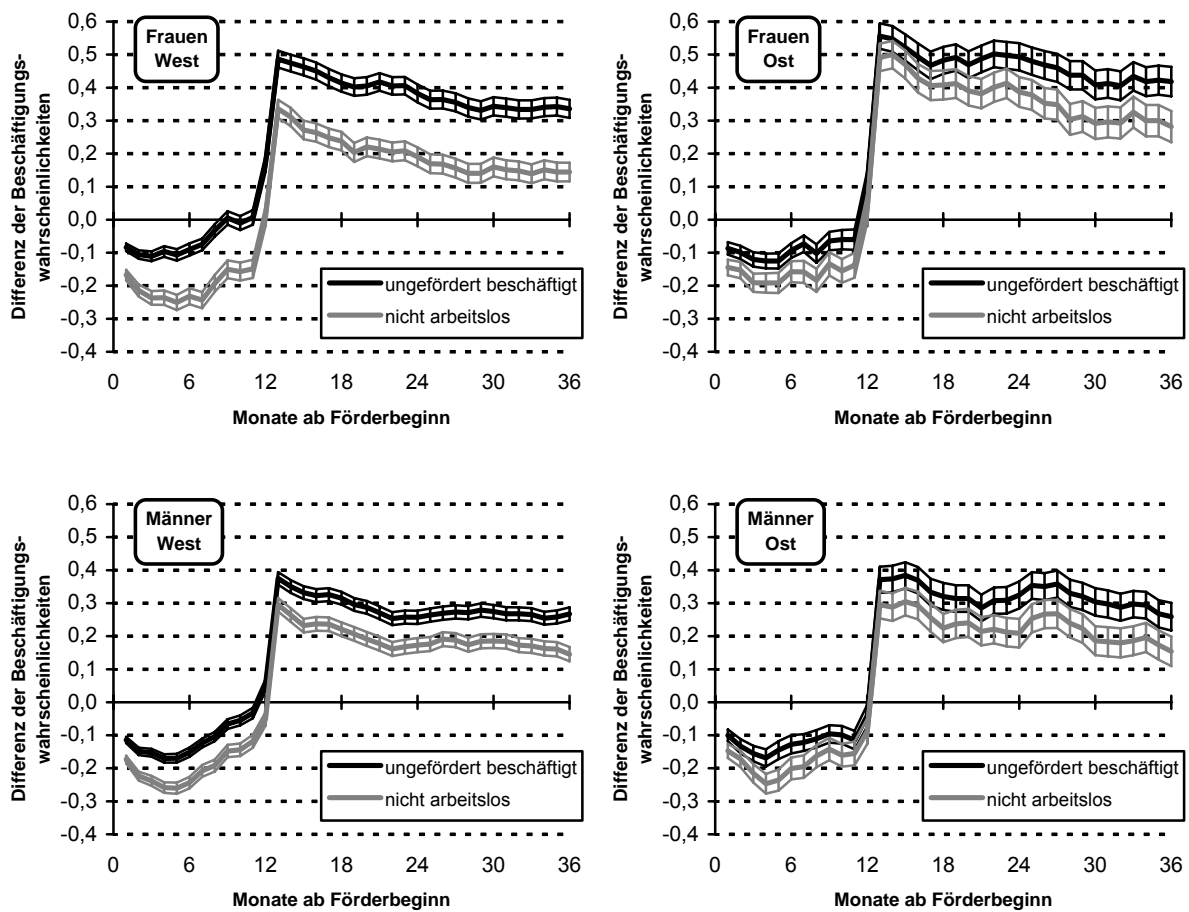 Differenz der Beschäftigungs-
wahrscheinlichkeiten
0,6
0,5
0,4
0,3
0,2
0,1
0,0
-0,1
-0,2
-0,3
-0,4
Frauen
West
ungefördert beschäftigt
nicht arbeitslos
0 6 12 18 24 30 36
Monate ab Förderbeginn
Differenz der Beschäftigungs-
wahrscheinlichkeiten
0,6
0,5
0,4
0,3
0,2
0,1
0,0
-0,1
-0,2
-0,3
-0,4
Frauen
Ost
ungefördert beschäftigt
nicht arbeitslos
0 6 12 18 24 30 36
Monate ab Förderbeginn
Differenz der Beschäftigungs-
wahrscheinlichkeiten
0,6
0,5
0,4
0,3
0,2
0,1
0,0
-0,1
-0,2
-0,3
-0,4
Männer
West
ungefördert beschäftigt
nicht arbeitslos
0 6 12 18 24 30 36
Monate ab Förderbeginn
Differenz der Beschäftigungs-
wahrscheinlichkeiten
0,6
0,5
0,4
0,3
0,2
0,1
0,0
-0,1
-0,2
-0,3
-0,4
Männer
Ost
ungefördert beschäftigt
nicht arbeitslos
0 6 12 18 24 30 36
Monate ab Förderbeginn